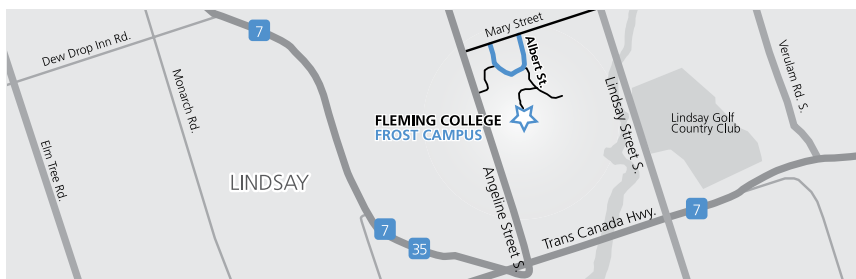 7
Mary Street
Dew Drop Inn Rd.
Albert St.
Monarch Rd.
Lindsay Street S.
Verulam Rd. S.
FLEMING COLLEGE
FROST CAMPUS
Lindsay Golf
Country Club
Elm Tree Rd.
LINDSAY
Angeline Street S.
7
35
Trans Canada Hwy.
7